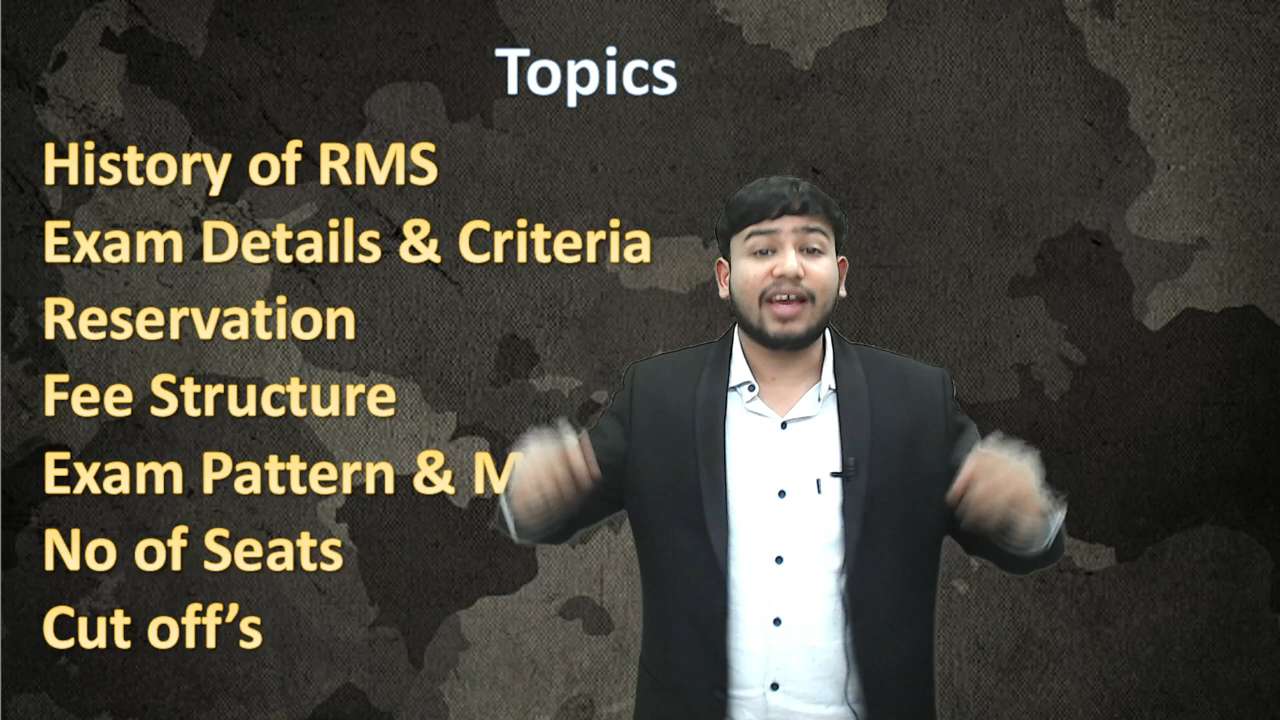 Topics
History of RMS
Exam Details & Criteria
Reservation
Fee Structure
Exam Pattern &
No of Seats
Cut off’s